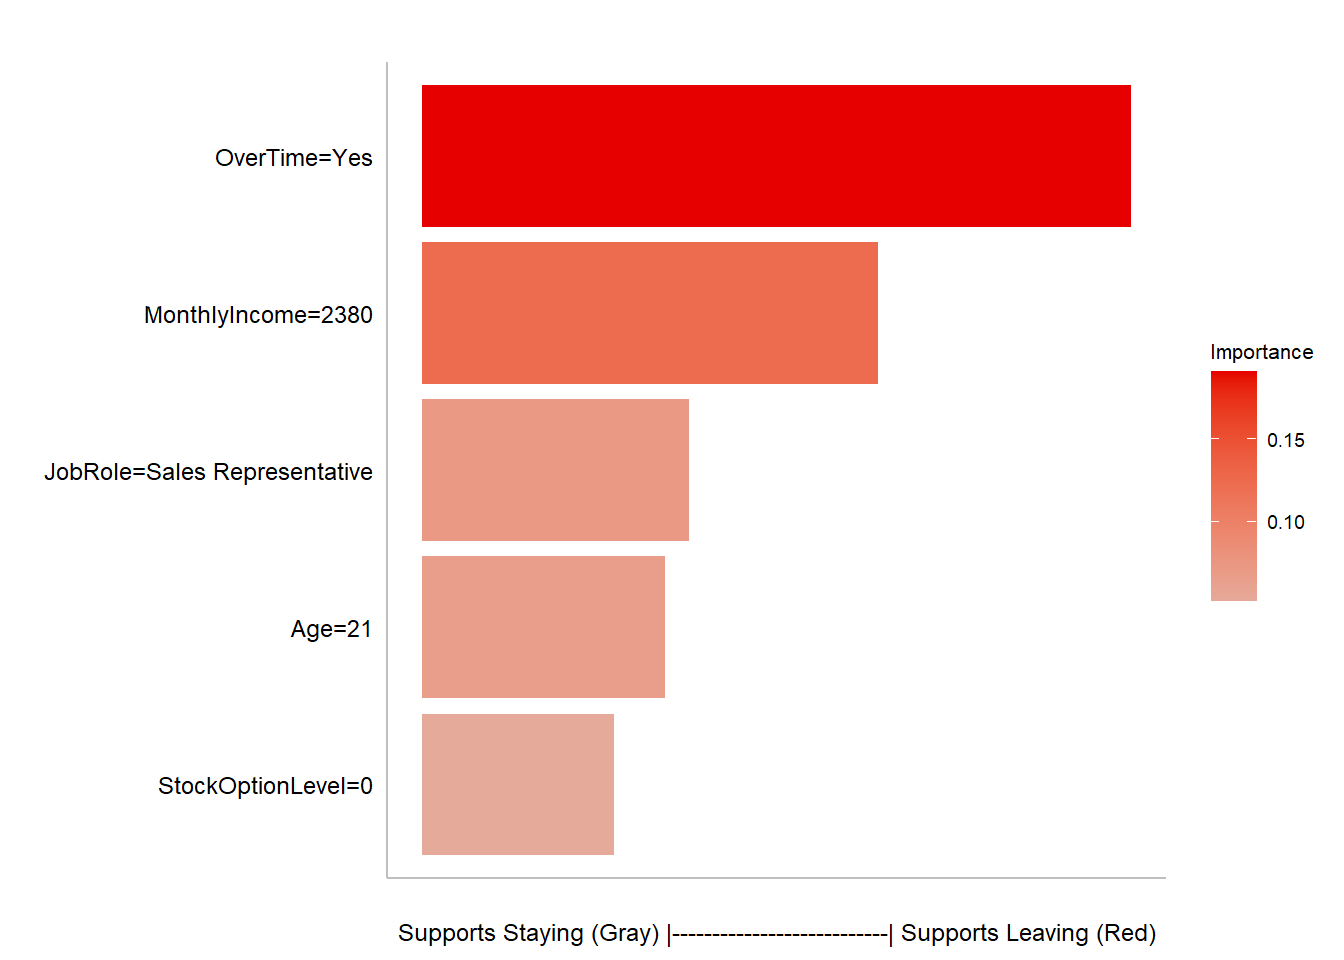 OverTime=Yes
MonthlyIncome=2380
JobRole=Sales Representative
Age=21
StockOptionLevel=0
Importance
0.15
0.10
Supports Staying (Gray) |---------------------------| Supports Leaving (Red)